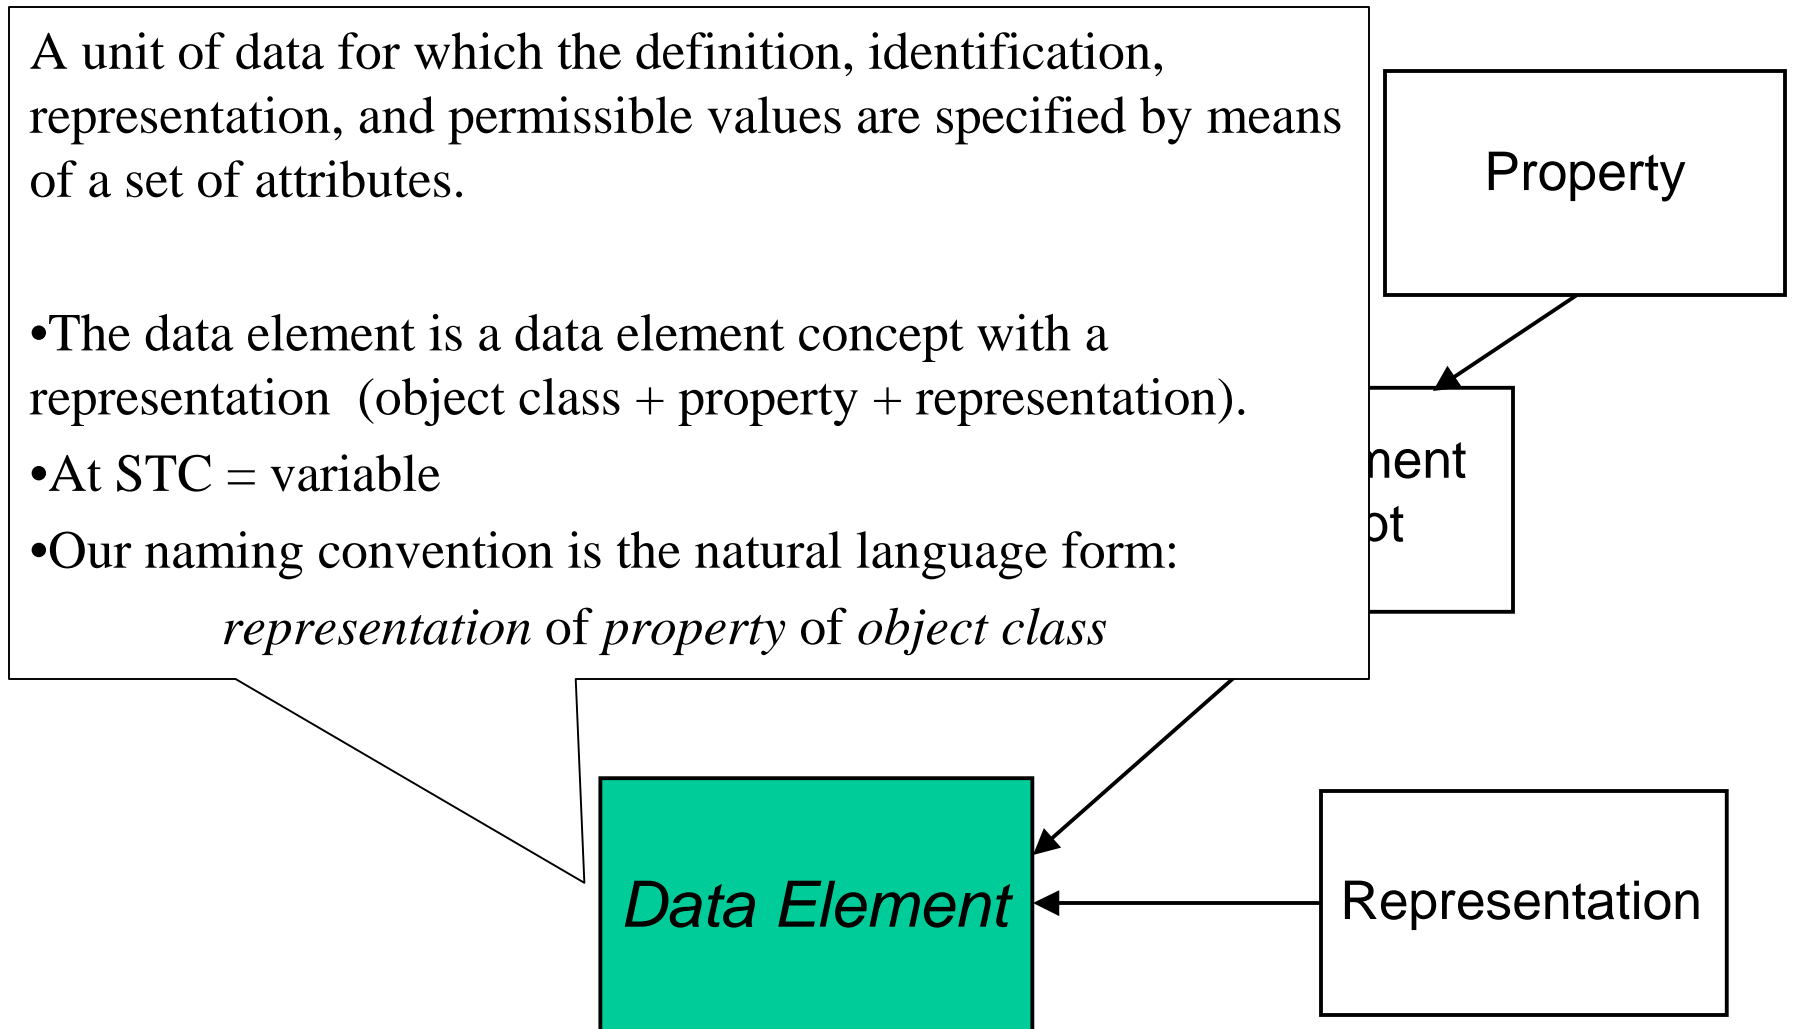 A unit of data for which the definition, identification,
representation, and permissible values are specified by means
of a set of attributes.
•The data element is a data element concept with a
representation  (object class + property + representation).
•At STC = variable
•Our naming convention is the natural language form:
representation of property of object class
Property
Data Element
Representation